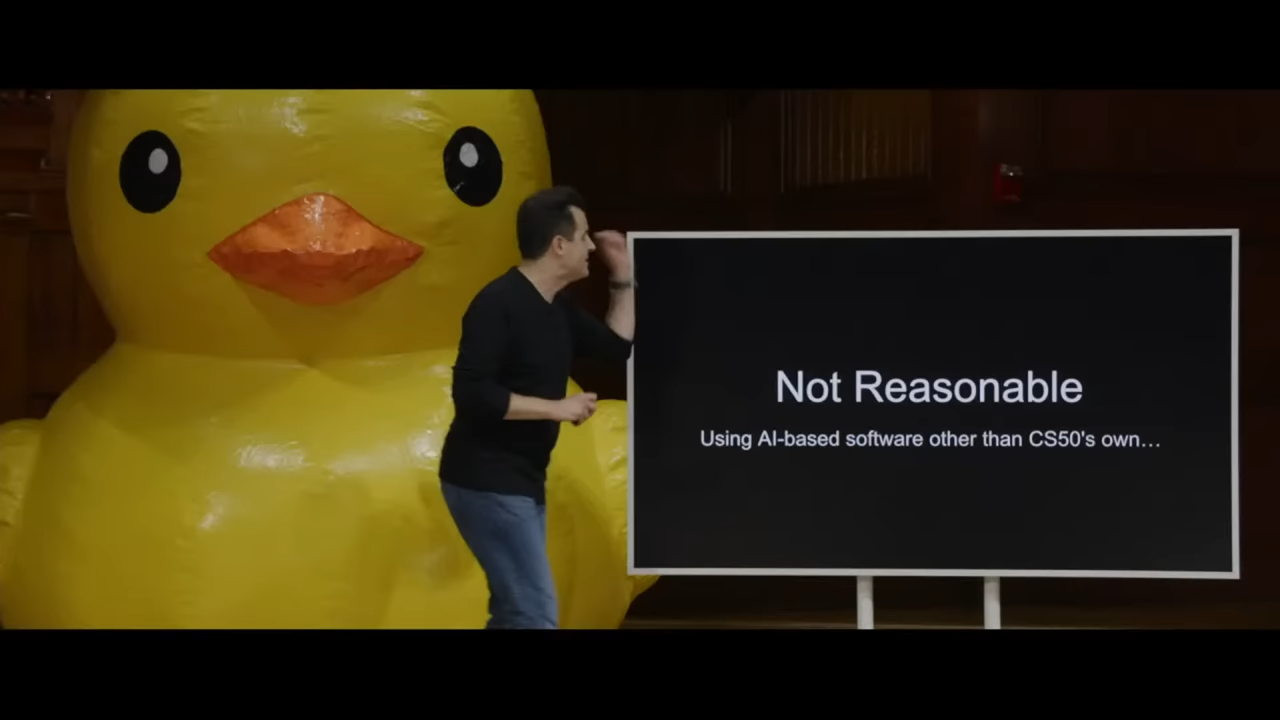 Not Reasonable
Using AI-based software other than CS50's own…